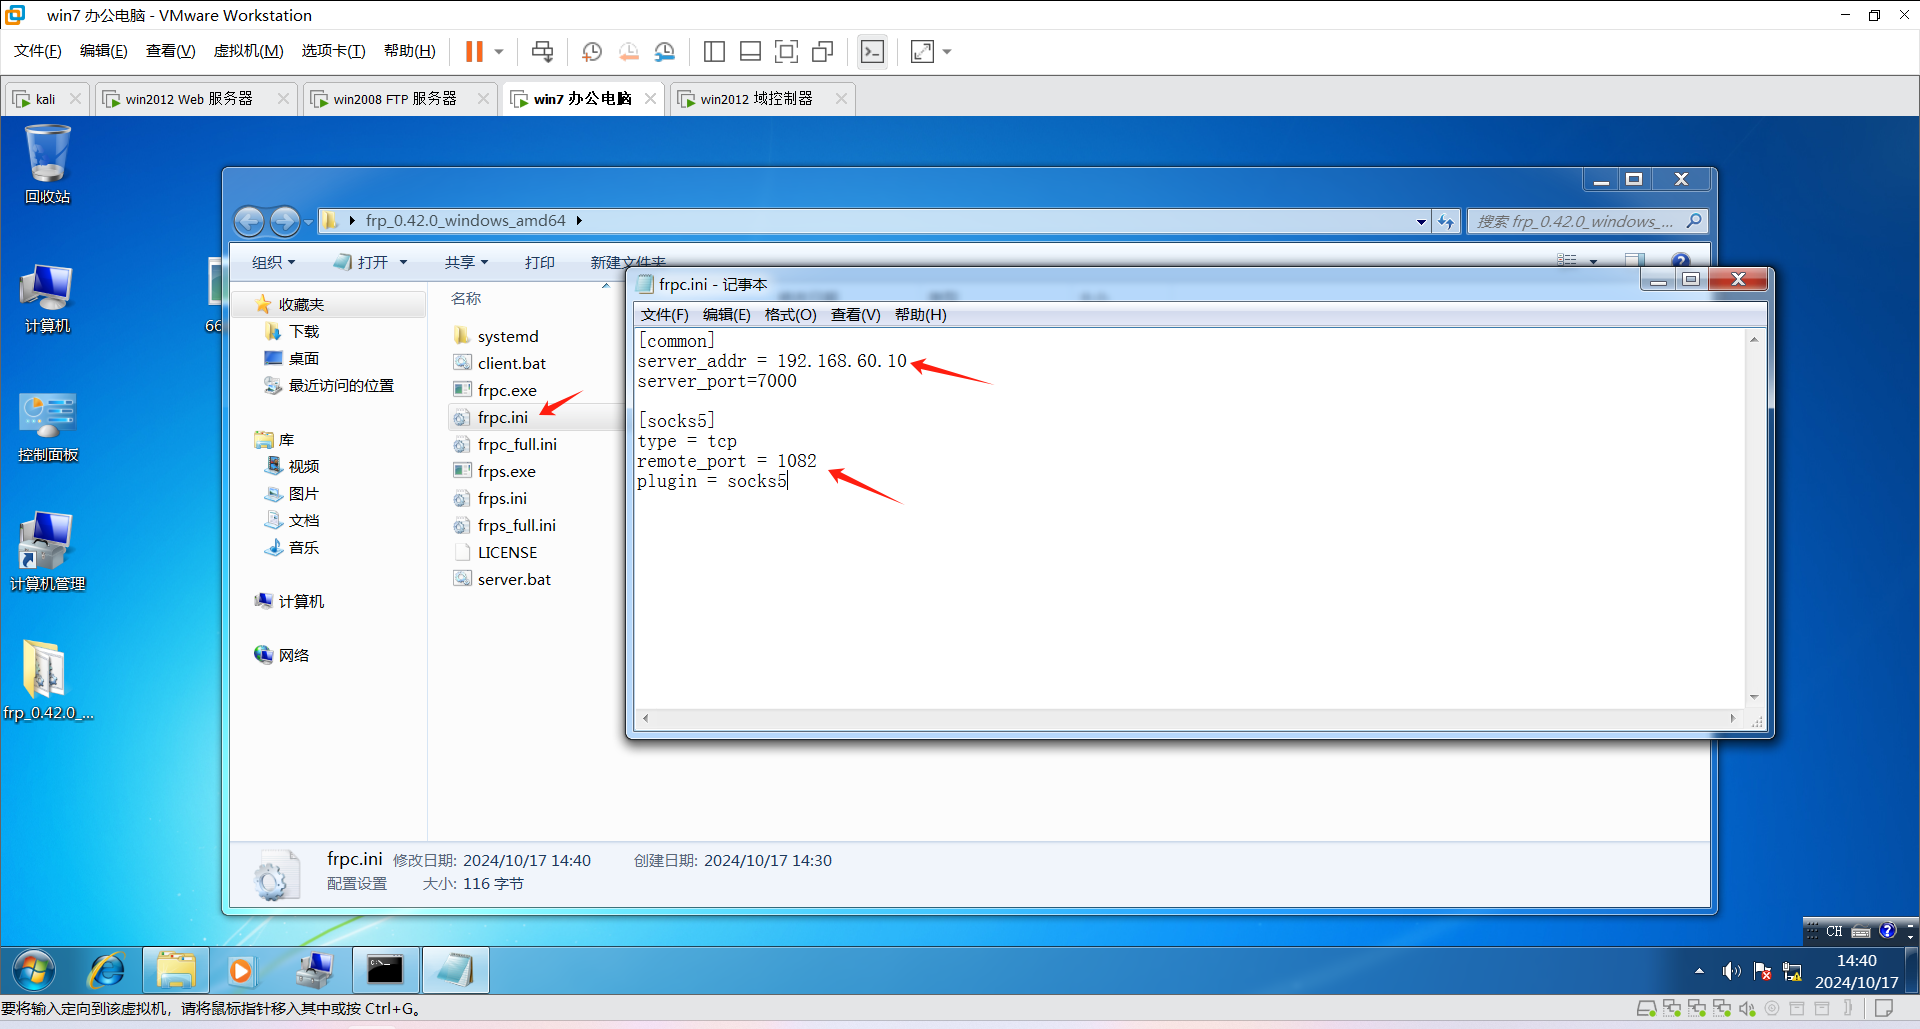 win7 办公电脑 - VMware Workstation
文件(F) 编辑(E) 查看(V) 虚拟机(M) 选项卡(T) 帮助(H)
kali
win2012 Web 服务器
win2008 FTP 服务器
win7 办公电脑
win2012 域控制器
回收站
计算机
控制面板
计算机管理
frp_0.42.0_...
66
frp_0.42.0_windows_amd64
搜索 frp_0.42.0_windows_...
组织 打开 共享 打印 新建文件夹
收藏夹
下载
桌面
最近访问的位置
库
视频
图片
文档
音乐
计算机
网络
名称
systemd
client.bat
frpc.exe
frpc.ini
frpc_full.ini
frps.exe
frps.ini
frps_full.ini
LICENSE
server.bat
frpc.ini - 记事本
文件(F) 编辑(E) 格式(O) 查看(V) 帮助(H)
[common]
server_addr = 192.168.60.10
server_port=7000
[socks5]
type = tcp
remote_port = 1082
plugin = socks5
frpc.ini 修改日期: 2024/10/17 14:40 创建日期: 2024/10/17 14:30
配置设置 大小: 116 字节
CH
14:40
2024/10/17
要将输入定向到该虚拟机，请将鼠标指针移入其中或按 Ctrl+G。